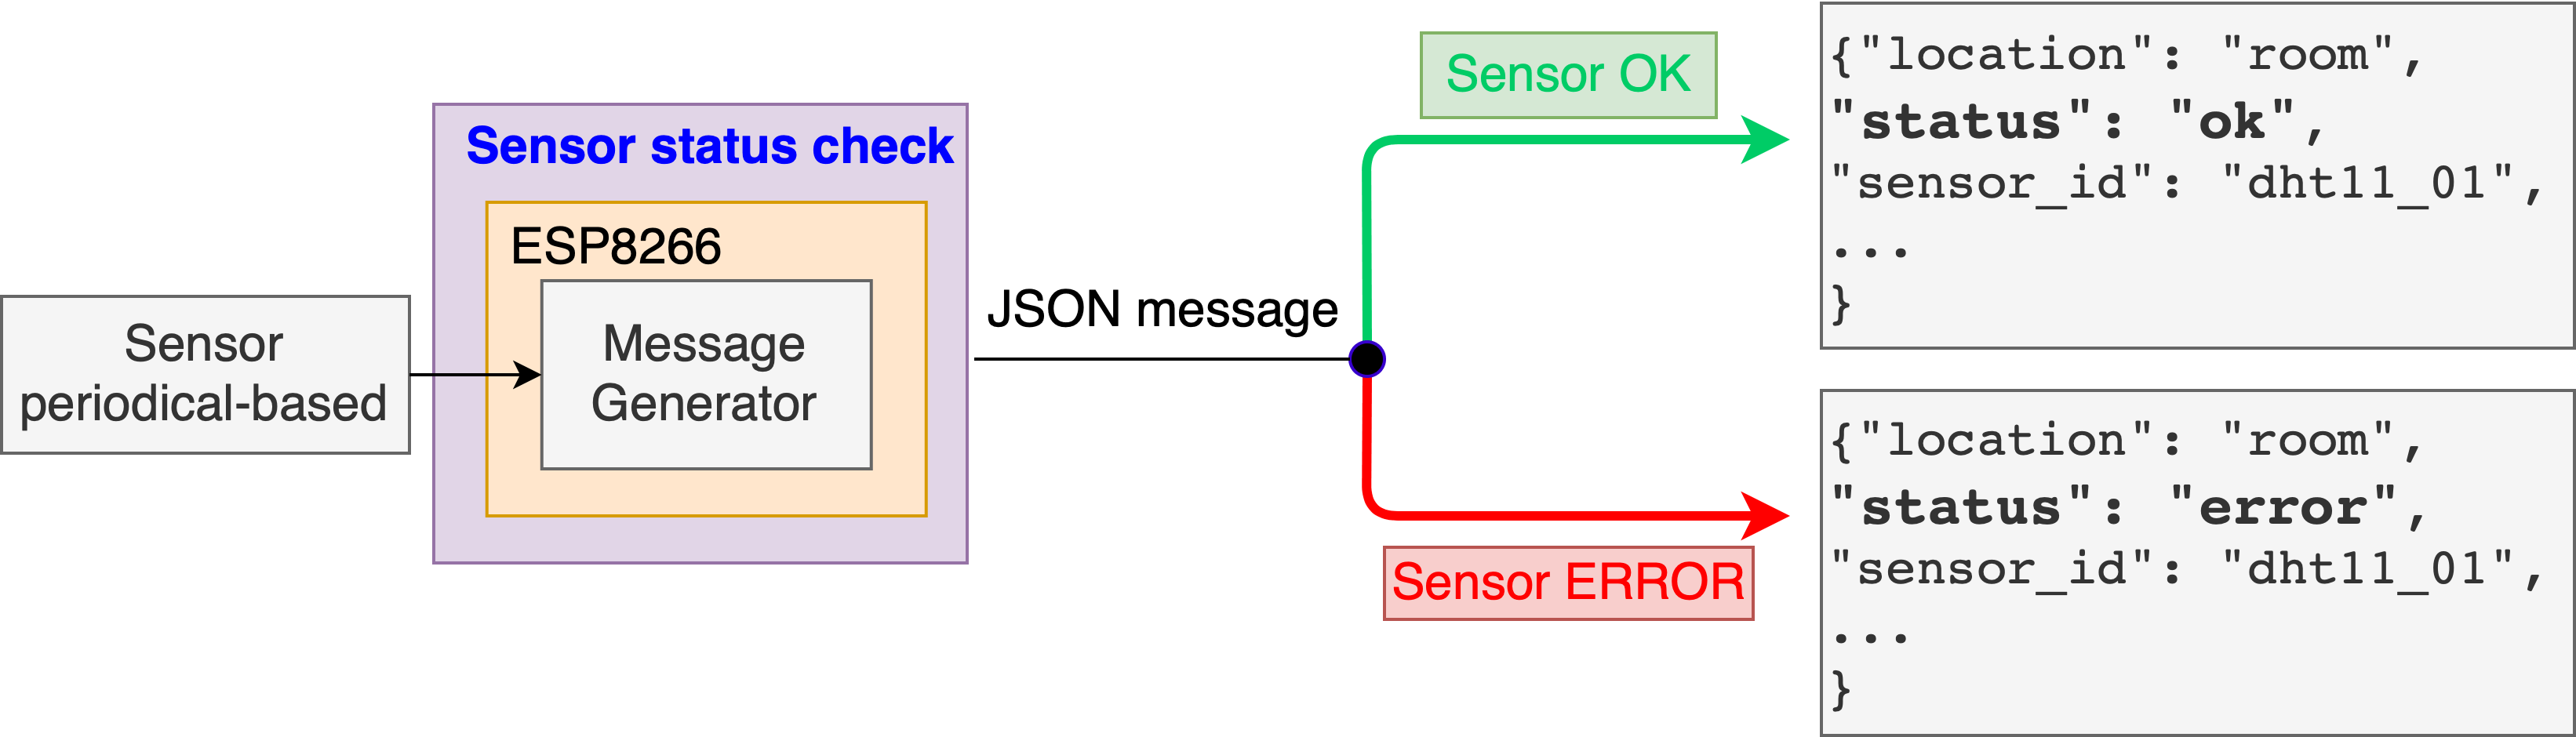 Sensor
periodical-based
Sensor status check
ESP8266
Message
Generator
JSON message
Sensor OK
Sensor ERROR
{"location": "room",
"status": "ok",
"sensor_id": "dht11_01",
...
}
{"location": "room",
"status": "error",
"sensor_id": "dht11_01",
...
}